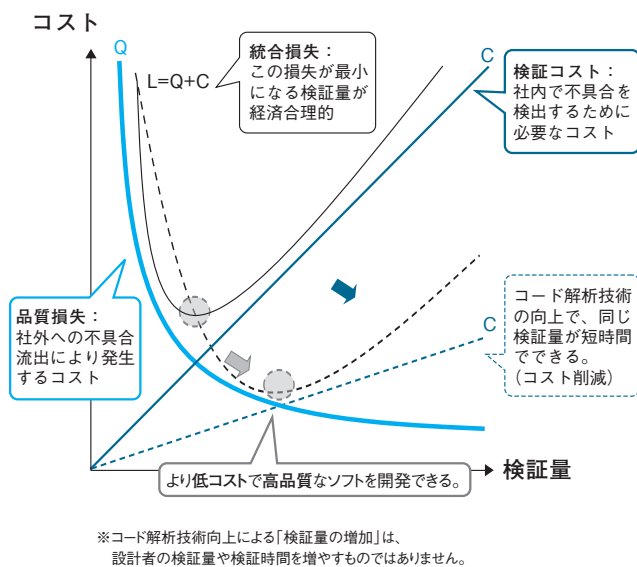 コスト
Q
L=Q+C
統合損失：
この損失が最小
になる検証量が
経済合理的
C
検証コスト：
社内で不具合を
検出するために
必要なコスト
品質損失：
社外への不具合
流出により発生
するコスト
C
コード解析技術
の向上で、同じ
検証量が短時間
でできる。
（コスト削減）
より低コストで高品質なソフトを開発できる。
検証量
※コード解析技術向上による「検証量の増加」は、
設計者の検証量や検証時間を増やすものではありません。